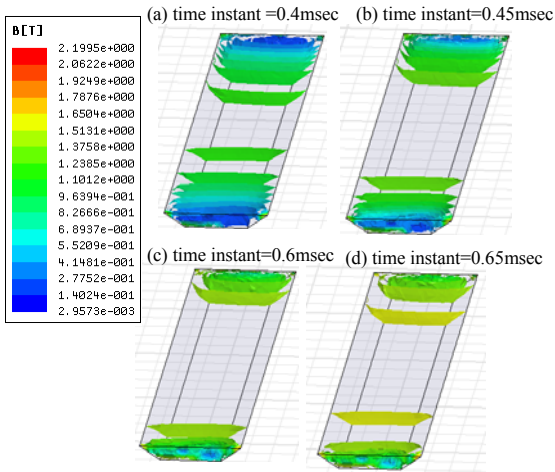 (a) time instant =0.4msec
(b) time instant=0.45msec
B[T]
2.1995e+000
2.0622e+000
1.9249e+000
1.7876e+000
1.6504e+000
1.5131e+000
1.3758e+000
1.2385e+000
1.1012e+000
9.6394e-001
8.2666e-001
6.8937e-001
5.5209e-001
4.1481e-001
2.7752e-001
1.4024e-001
2.9573e-003
(c) time instant=0.6msec
(d) time instant=0.65msec